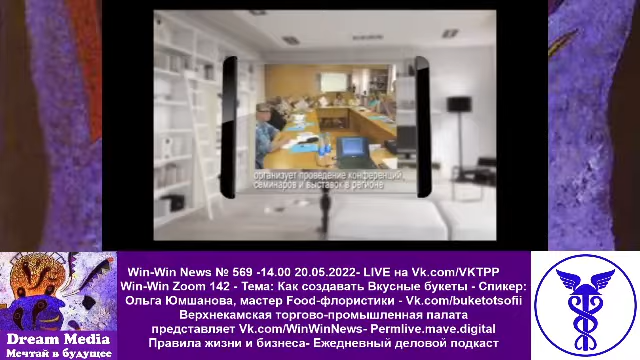 организует проведение конференций
семинаров и выставок в регионе
Win-Win News № 569 -14.00 20.05.2022- LIVE на Vk.com/VKTPP
Win-Win Zoom 142 - Тема: Как создавать Вкусные букеты - Спикер:
Ольга Юмшанова, мастер Food-флористики - Vk.com/buketotsofii
Верхнекамская торгово-промышленная палата
представляет Vk.com/WinWinNews- Permlive.mave.digital
Правила жизни и бизнеса- Ежедневный деловой подкаст
Dream Media
Мечтай в будущее